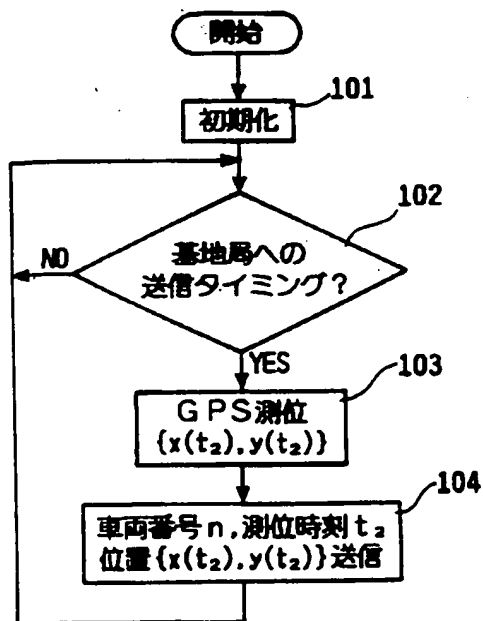 開始
101
初期化
102
基地局への
送信タイミング?
NO
YES
103
GPS測位
{x(t₂),y(t₂)}
104
車両番号n,測位時刻t₂
位置{x(t₂),y(t₂)}送信